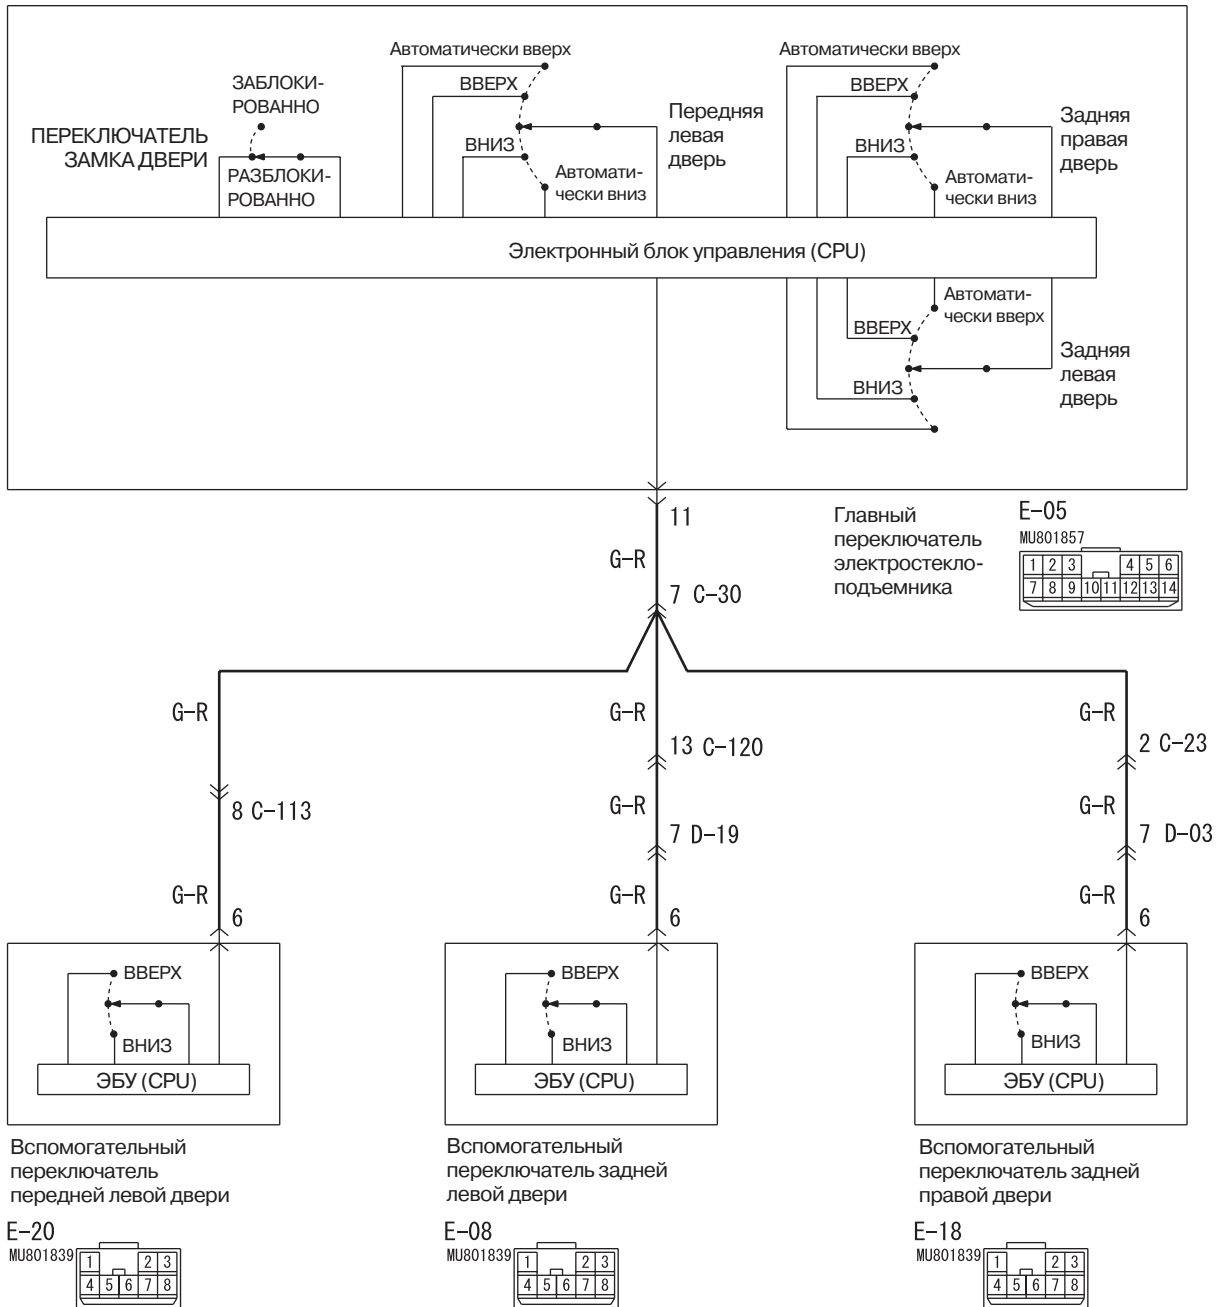 Автоматически вверх
Автоматически вверх
ЗАБЛОКИ-
РОВАННО
ВВЕРХ
ВВЕРХ
Передняя
левая
дверь
Задняя
правая
дверь
ПЕРЕКЛЮЧАТЕЛЬ
ЗАМКА ДВЕРИ
ВНИЗ
ВНИЗ
РАЗБЛОКИ-
РОВАННО
Автомати-
чески вниз
Автомати-
чески вниз
Электронный блок управления (CPU)
Автомати-
чески вверх
ВВЕРХ
Задняя
левая
дверь
ВНИЗ
11
Главный
переключатель
электростекло-
подъемника
E-05
MU801857
1 2 3 4 5 6
7 8 9 10 11 12 13 14
G-R
7 C-30
G-R
G-R
G-R
13 C-120
2 C-23
8 C-113
G-R
G-R
7 D-19
7 D-03
G-R
G-R
G-R
6
6
6
ВВЕРХ
ВВЕРХ
ВВЕРХ
ВНИЗ
ВНИЗ
ВНИЗ
ЭБУ (CPU)
ЭБУ (CPU)
ЭБУ (CPU)
Вспомогательный
переключатель
передней левой двери
Вспомогательный
переключатель задней
левой двери
Вспомогательный
переключатель задней
правой двери
E-20
MU801839
1 2 3
4 5 6 7 8
E-08
MU801839
1 2 3
4 5 6 7 8
E-18
MU801839
1 2 3
4 5 6 7 8